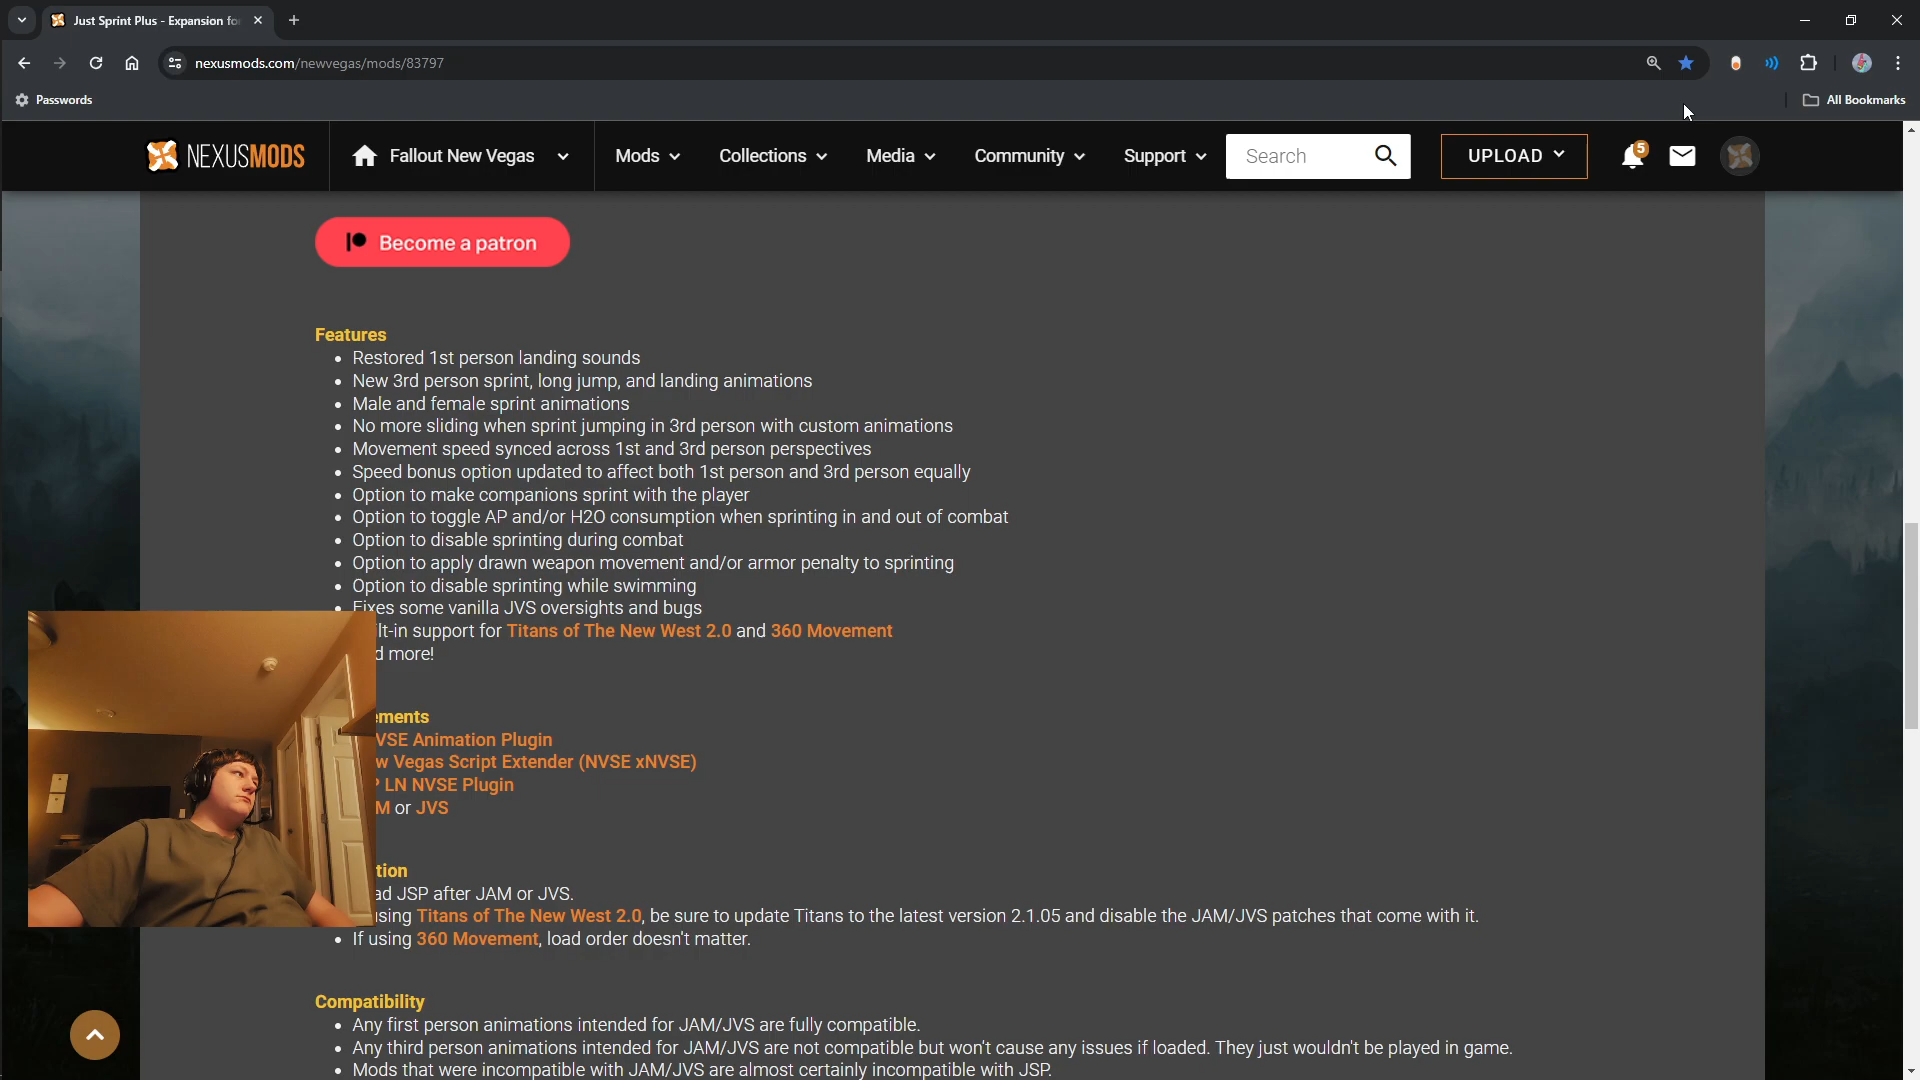 Just Sprint Plus - Expansion fo
nexusmods.com/newvegas/mods/83797
Passwords
All Bookmarks
NEXUSMODS
Fallout New Vegas
Mods
Collections
Media
Community
Support
Search
UPLOAD
5
Become a patron
Features
• Restored 1st person landing sounds
• New 3rd person sprint, long jump, and landing animations
• Male and female sprint animations
• No more sliding when sprint jumping in 3rd person with custom animations
• Movement speed synced across 1st and 3rd person perspectives
• Speed bonus option updated to affect both 1st person and 3rd person equally
• Option to make companions sprint with the player
• Option to toggle AP and/or H2O consumption when sprinting in and out of combat
• Option to disable sprinting during combat
• Option to apply drawn weapon movement and/or armor penalty to sprinting
• Option to disable sprinting while swimming
• Fixes some vanilla JVS oversights and bugs
ilt-in support for Titans of The New West 2.0 and 360 Movement
d more!
ements
VSE Animation Plugin
w Vegas Script Extender (NVSE xNVSE)
P LN NVSE Plugin
M or JVS
tion
ad JSP after JAM or JVS.
using Titans of The New West 2.0, be sure to update Titans to the latest version 2.1.05 and disable the JAM/JVS patches that come with it.
• If using 360 Movement, load order doesn't matter.
Compatibility
• Any first person animations intended for JAM/JVS are fully compatible.
• Any third person animations intended for JAM/JVS are not compatible but won't cause any issues if loaded. They just wouldn't be played in game.
• Mods that were incompatible with JAM/JVS are almost certainly incompatible with JSP.